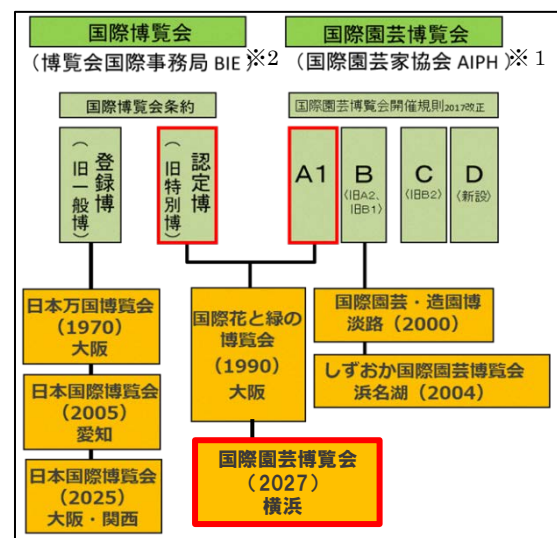 国際博覧会
(博覧会国際事務局 BIE )※2
国際園芸博覧会
(国際園芸家協会 AIPH )※1
国際博覧会条約
国際園芸博覧会開催規則2017改正
登録博
(旧一般博)
認定博
(旧特別博)
A1
B
(旧A2、
旧B1)
C
(旧B2)
D
(新設)
日本万国博覧会
(1970)
大阪
日本国際博覧会
(2005)
愛知
日本国際博覧会
(2025)
大阪・関西
国際花と緑の
博覧会
(1990)
大阪
国際園芸博覧会
(2027)
横浜
国際園芸・造園博
淡路(2000)
しずおか国際園芸博覧会
浜名湖(2004)